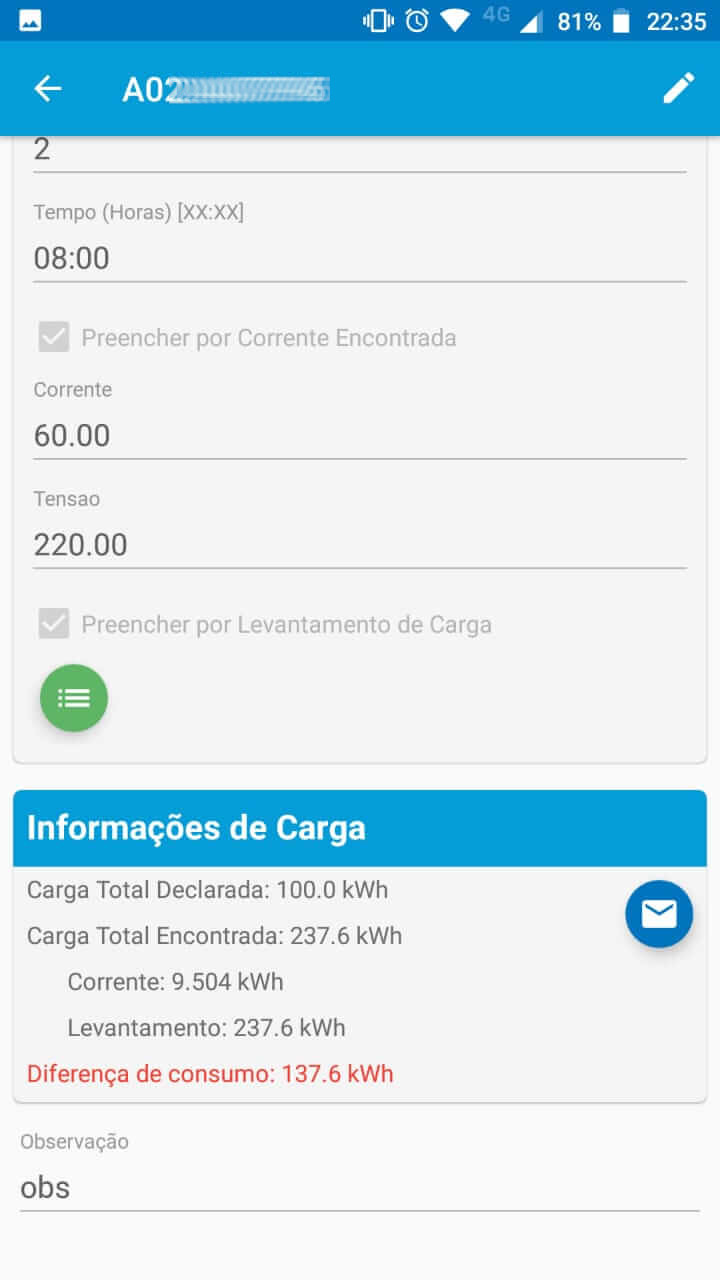 4G 81% 22:35
A02
2
Tempo (Horas) [XX:XX]
08:00
Preencher por Corrente Encontrada
Corrente
60.00
Tensao
220.00
Preencher por Levantamento de Carga
Informações de Carga
Carga Total Declarada: 100.0 kWh
Carga Total Encontrada: 237.6 kWh
Corrente: 9.504 kWh
Levantamento: 237.6 kWh
Diferença de consumo: 137.6 kWh
Observação
obs